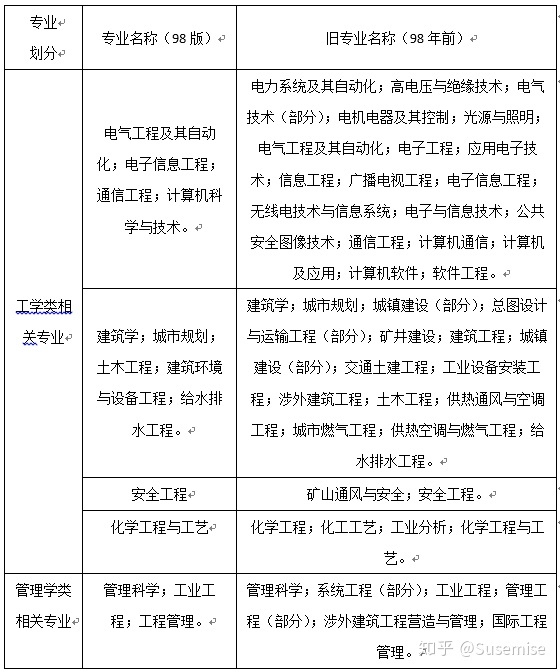 专业
划分
专业名称（98 版）
旧专业名称（98 年前）
工学类相
关专业
电气工程及其自动
化；电子信息工程；
通信工程；计算机科
学与技术。
电力系统及其自动化；高电压与绝缘技术；电气
技术（部分）；电机电器及其控制；光源与照明；
电气工程及其自动化；电子工程；应用电子技
术；信息工程；广播电视工程；电子信息工程；
无线电技术与信息系统；电子与信息技术；公共
安全图像技术；通信工程；计算机通信；计算机
及应用；计算机软件；软件工程。
建筑学；城市规划；
土木工程；建筑环境
与设备工程；给水排
水工程。
建筑学；城市规划；城镇建设（部分）；总图设计
与运输工程（部分）；矿井建设；建筑工程；城镇
建设（部分）；交通土建工程；工业设备安装工
程；涉外建筑工程；土木工程；供热通风与空调
工程；城市燃气工程；供热空调与燃气工程；给
水排水工程。
安全工程
矿山通风与安全；安全工程。
化学工程与工艺
化学工程；化工工艺；工业分析；化学工程与工
艺。
管理学类
相关专业
管理科学；工业工
程；工程管理。
管理科学；系统工程（部分）；工业工程；管理工
程（部分）；涉外建筑工程营造与管理；国际工程
管理。
知乎 @Susemise